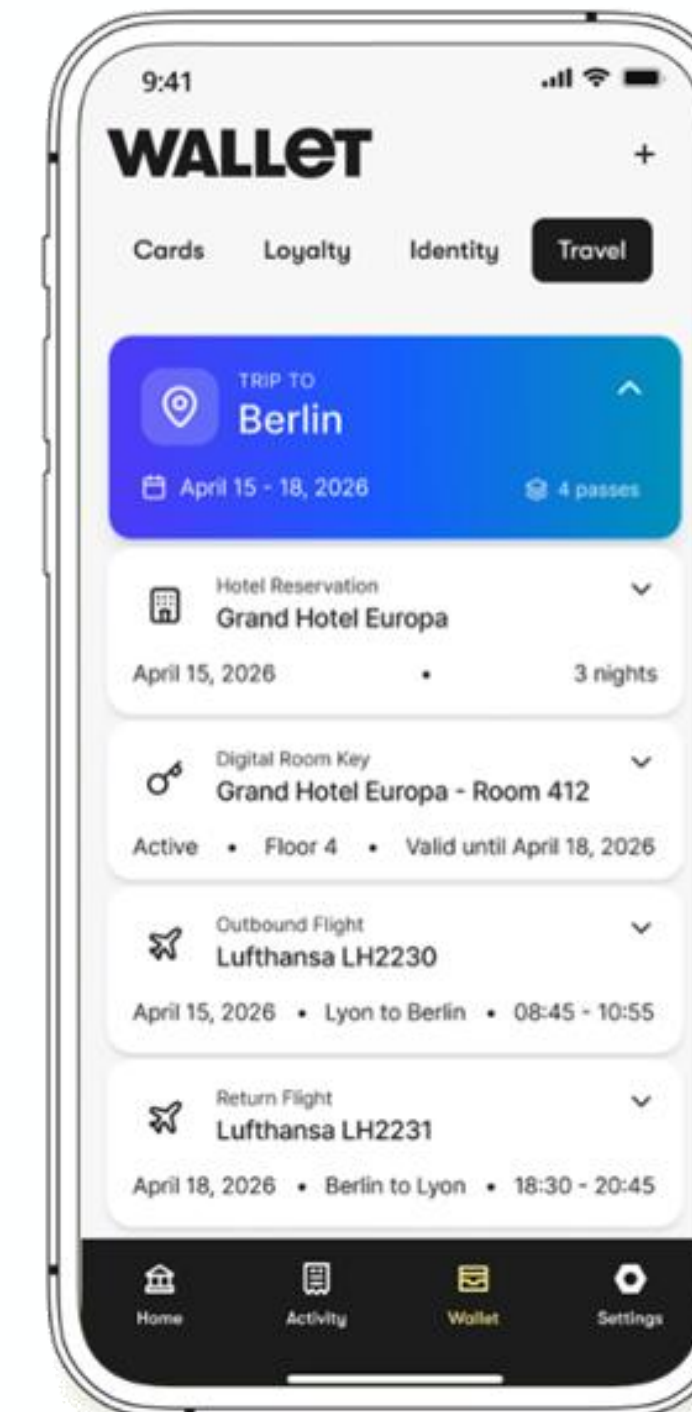 9:41
WALLET
+
Cards Loyalty Identity Travel
TRIP TO
Berlin
April 15 - 18, 2026 4 passes
Hotel Reservation
Grand Hotel Europa
April 15, 2026 • 3 nights
Digital Room Key
Grand Hotel Europa - Room 412
Active • Floor 4 • Valid until April 18, 2026
Outbound Flight
Lufthansa LH2230
April 15, 2026 • Lyon to Berlin • 08:45 - 10:55
Return Flight
Lufthansa LH2231
April 18, 2026 • Berlin to Lyon • 18:30 - 20:45
Home Activity Wallet Settings